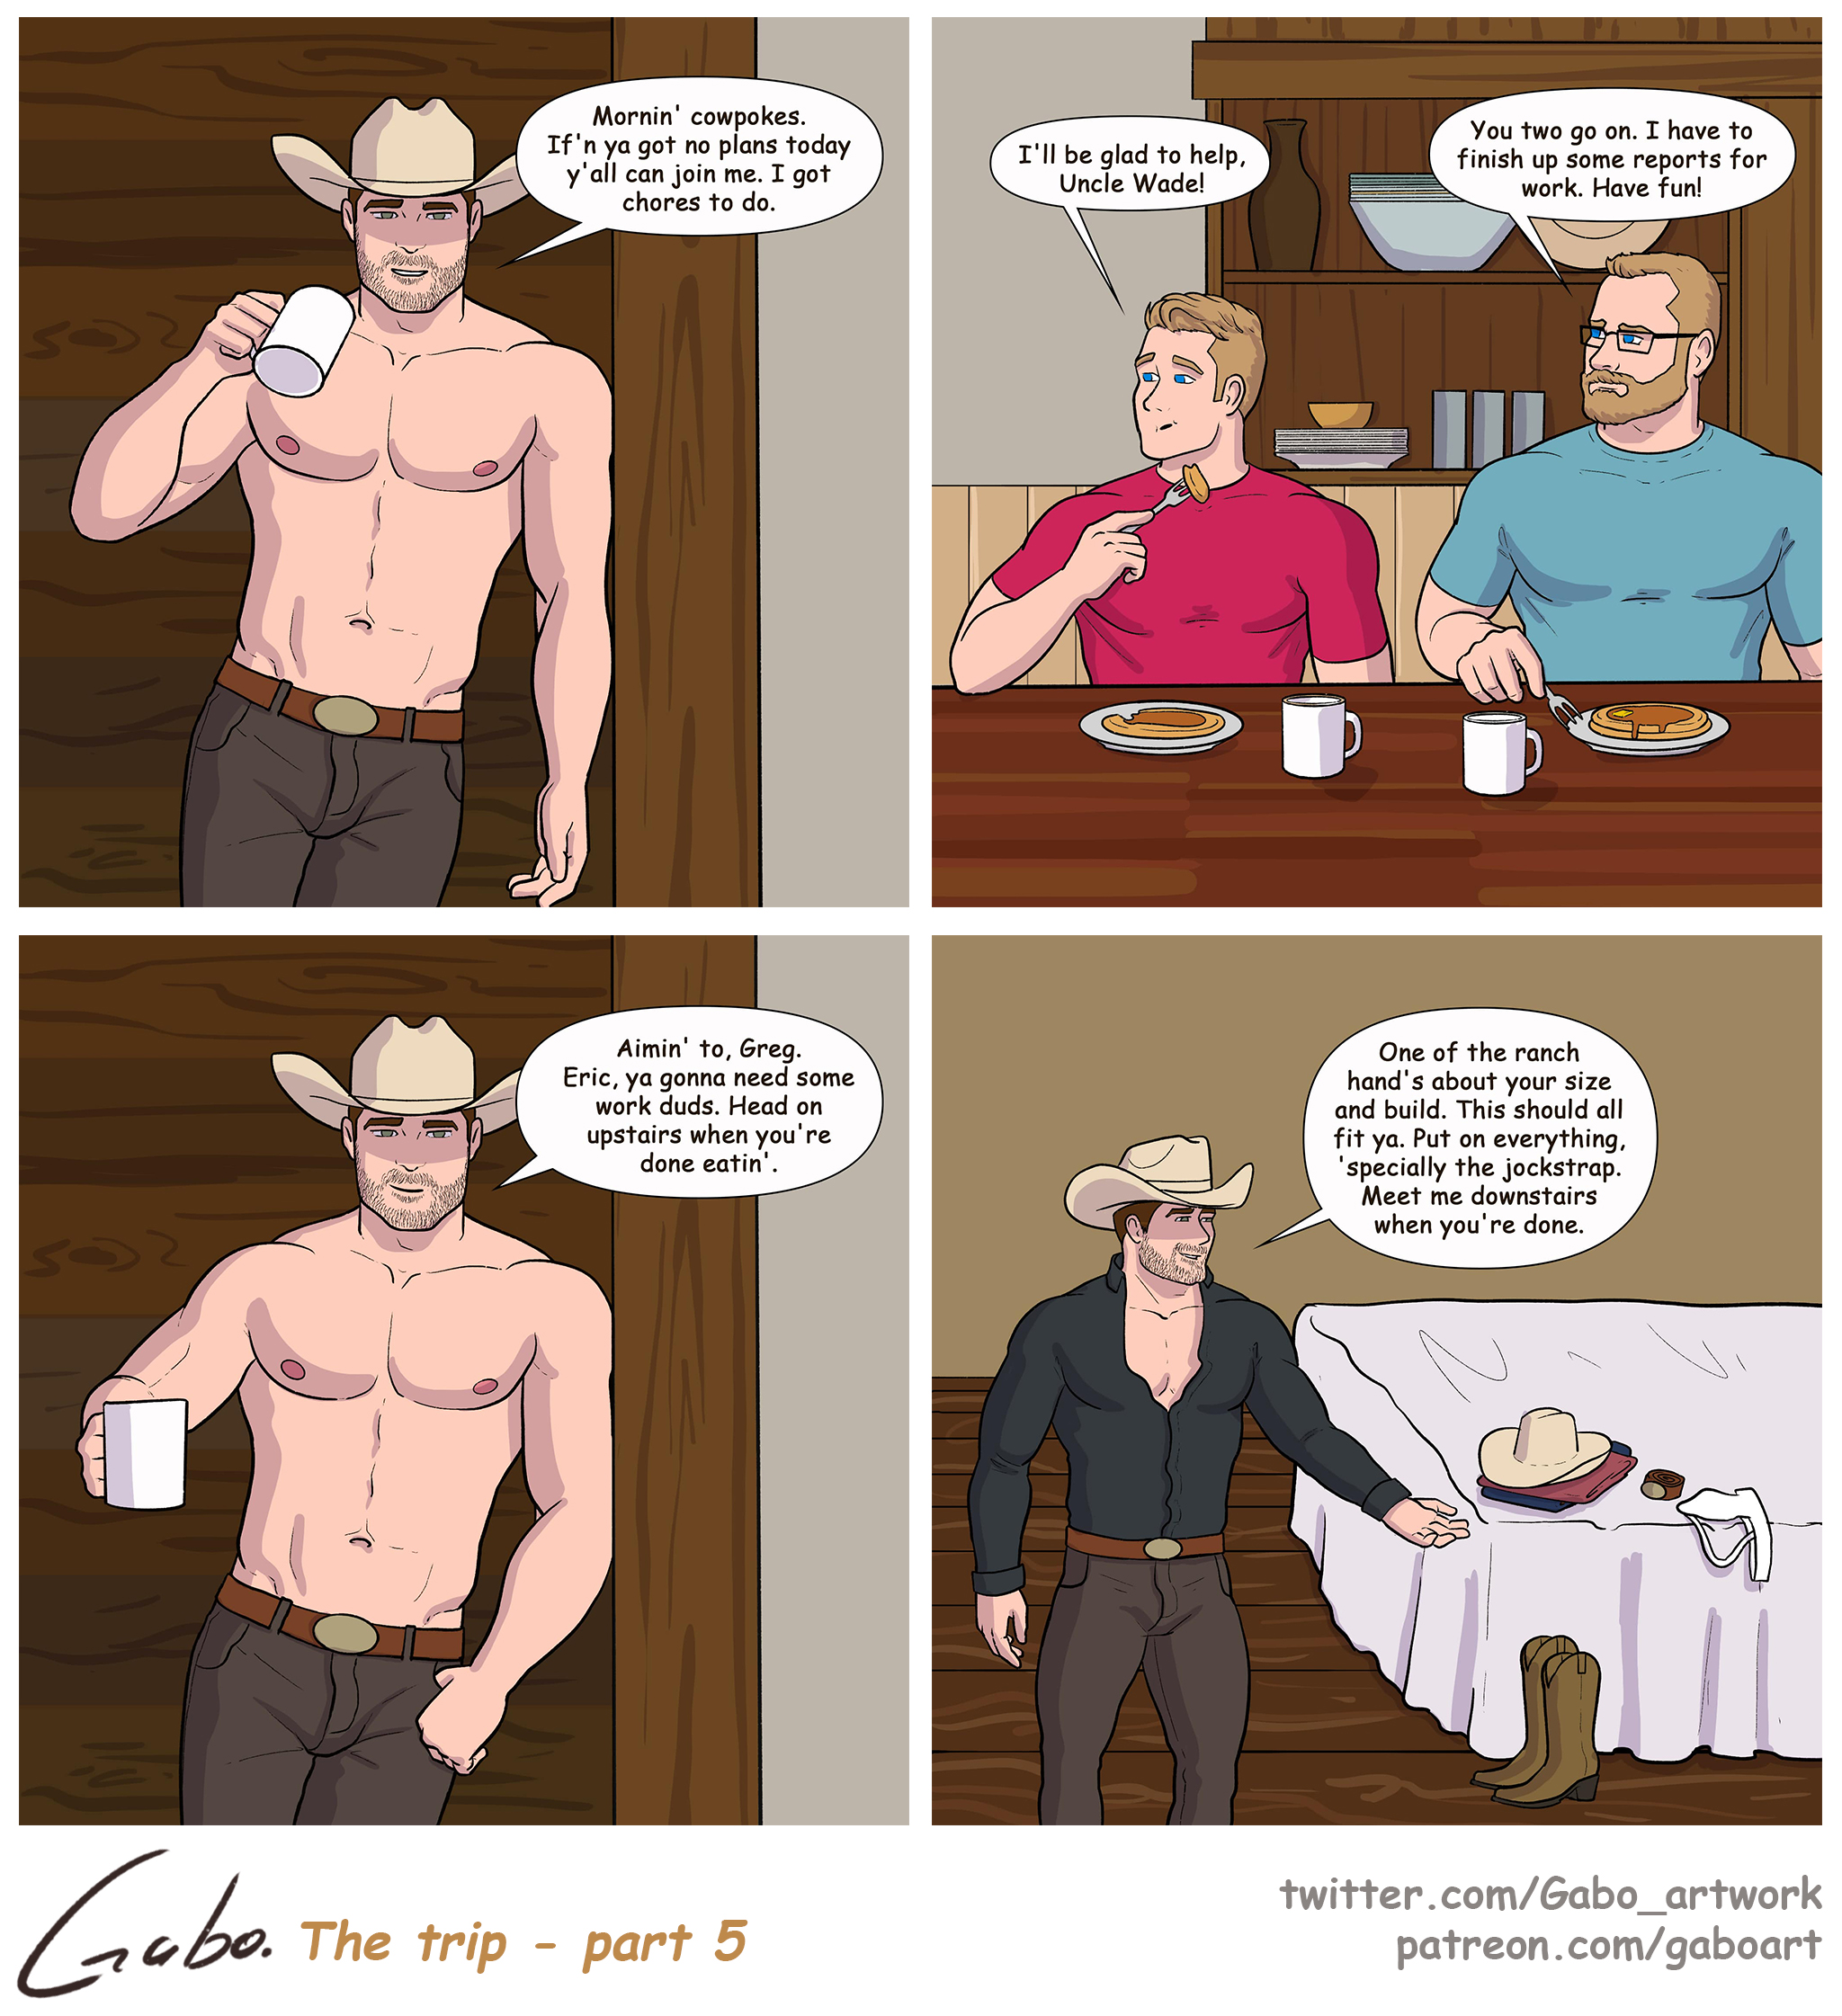 Mornin' cowpokes.
If'n ya got no plans today
y'all can join me. I got
chores to do.
I'll be glad to help,
Uncle Wade!
You two go on. I have to
finish up some reports for
work. Have fun!
Aimin' to, Greg.
Eric, ya gonna need some
work duds. Head on
upstairs when you're
done eatin'.
One of the ranch
hand's about your size
and build. This should all
fit ya. Put on everything,
'specially the jockstrap.
Meet me downstairs
when you're done.
Gabo.
The trip - part 5
twitter.com/Gabo_artwork
patreon.com/gaboart